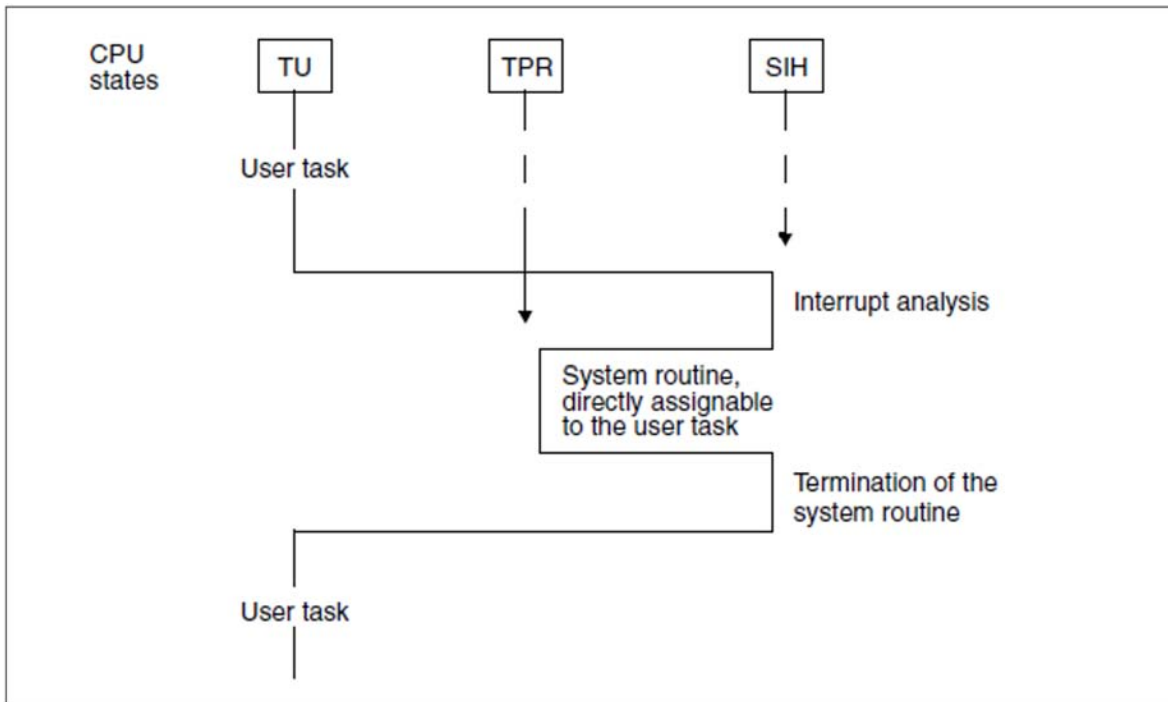 CPU
states
TU
TPR
SIH
User task
Interrupt analysis
System routine,
directly assignable
to the user task
Termination of the
system routine
User task